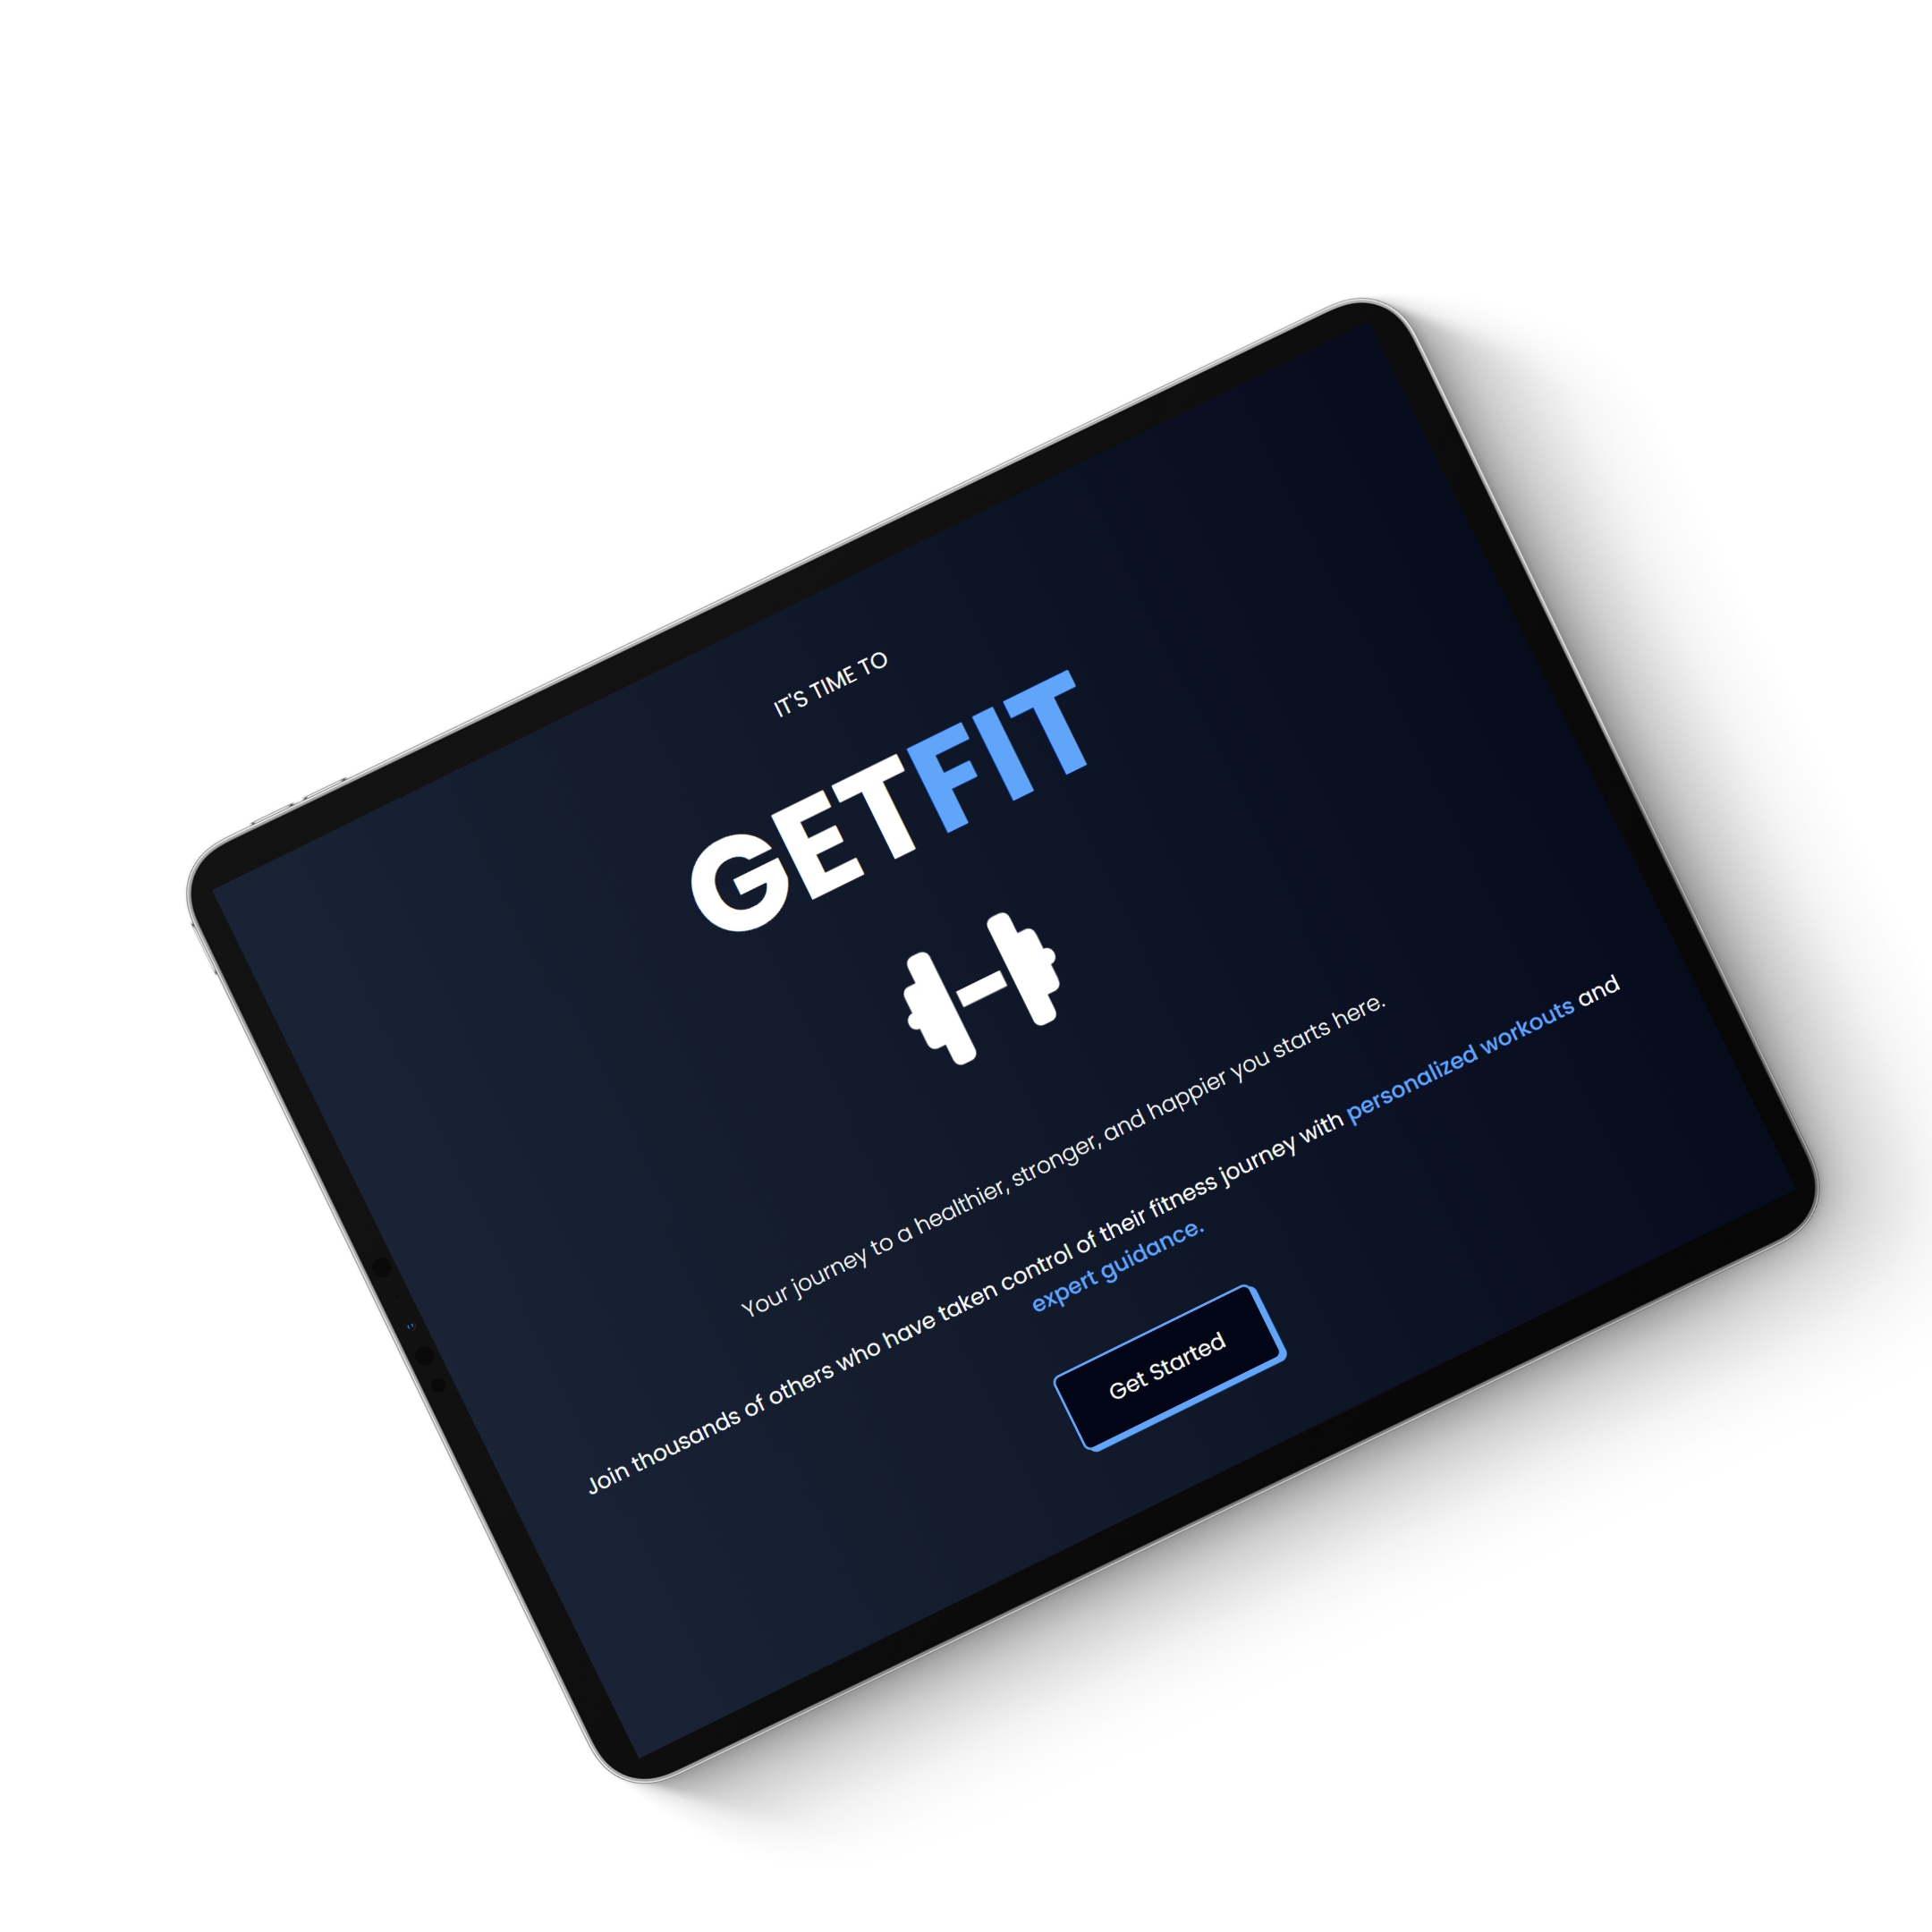 IT'S TIME TO
GETFIT
Your journey to a healthier, stronger, and happier you starts here.
Join thousands of others who have taken control of their fitness journey with personalized workouts and
expert guidance.
Get Started